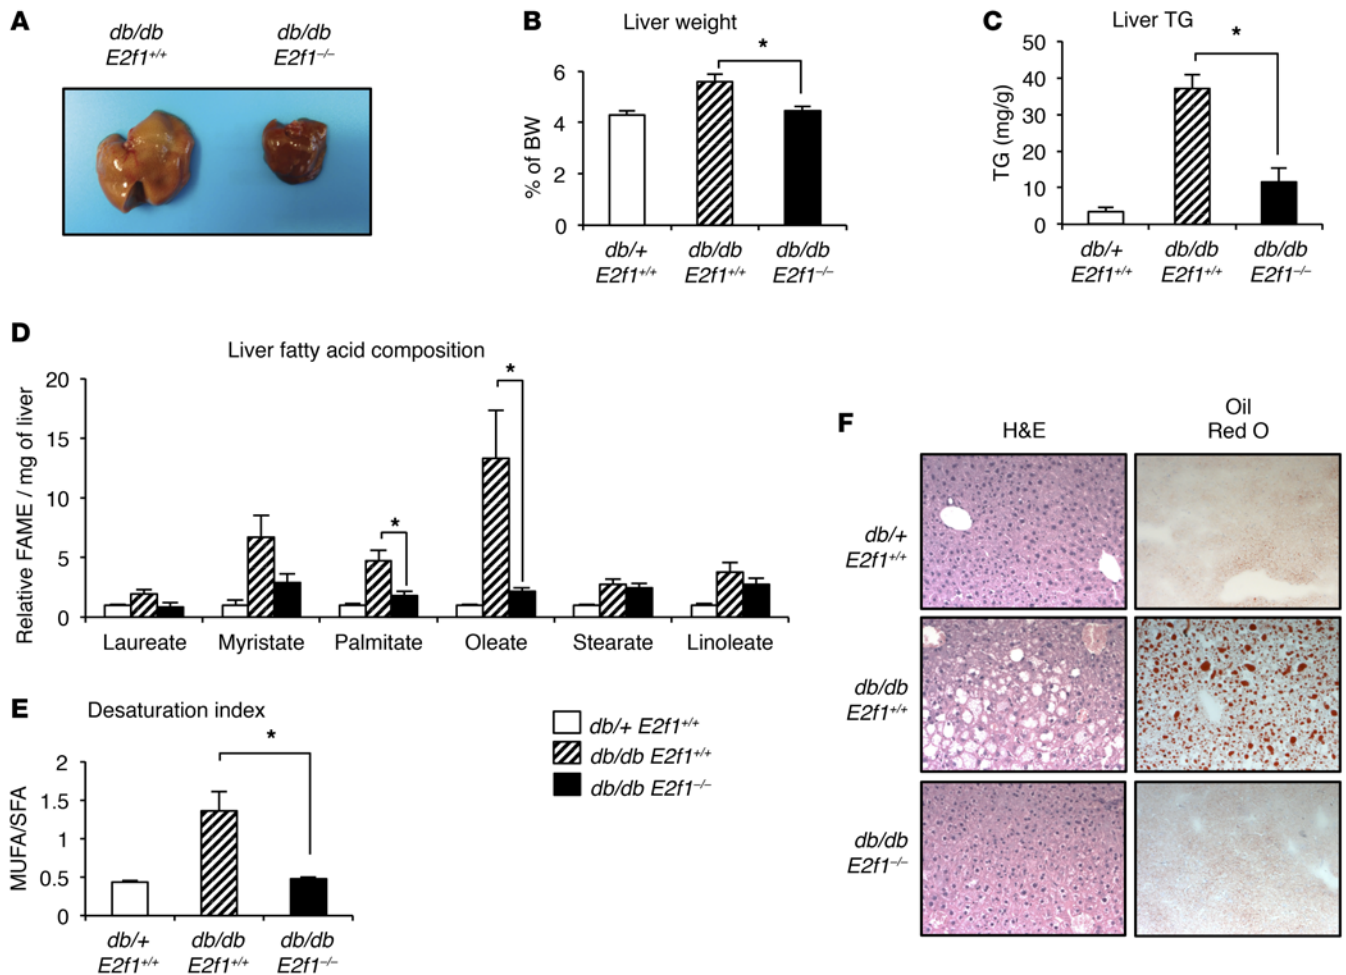 A
db/db
E2f1+/+
db/db
E2f1–/–
B
Liver weight
*
% of BW
6
4
2
0
db/+
E2f1+/+
db/db
E2f1+/+
db/db
E2f1–/–
C
Liver TG
*
TG (mg/g)
50
40
30
20
10
0
db/+
E2f1+/+
db/db
E2f1+/+
db/db
E2f1–/–
D
Liver fatty acid composition
Relative FAME / mg of liver
20
15
10
5
0
*
*
Laureate
Myristate
Palmitate
Oleate
Stearate
Linoleate
E
Desaturation index
*
MUFA/SFA
2
1.5
1
0.5
0
db/+
E2f1+/+
db/db
E2f1+/+
db/db
E2f1–/–
db/+ E2f1+/+
db/db E2f1+/+
db/db E2f1–/–
F
H&E
Oil
Red O
db/+
E2f1+/+
db/db
E2f1+/+
db/db
E2f1–/–